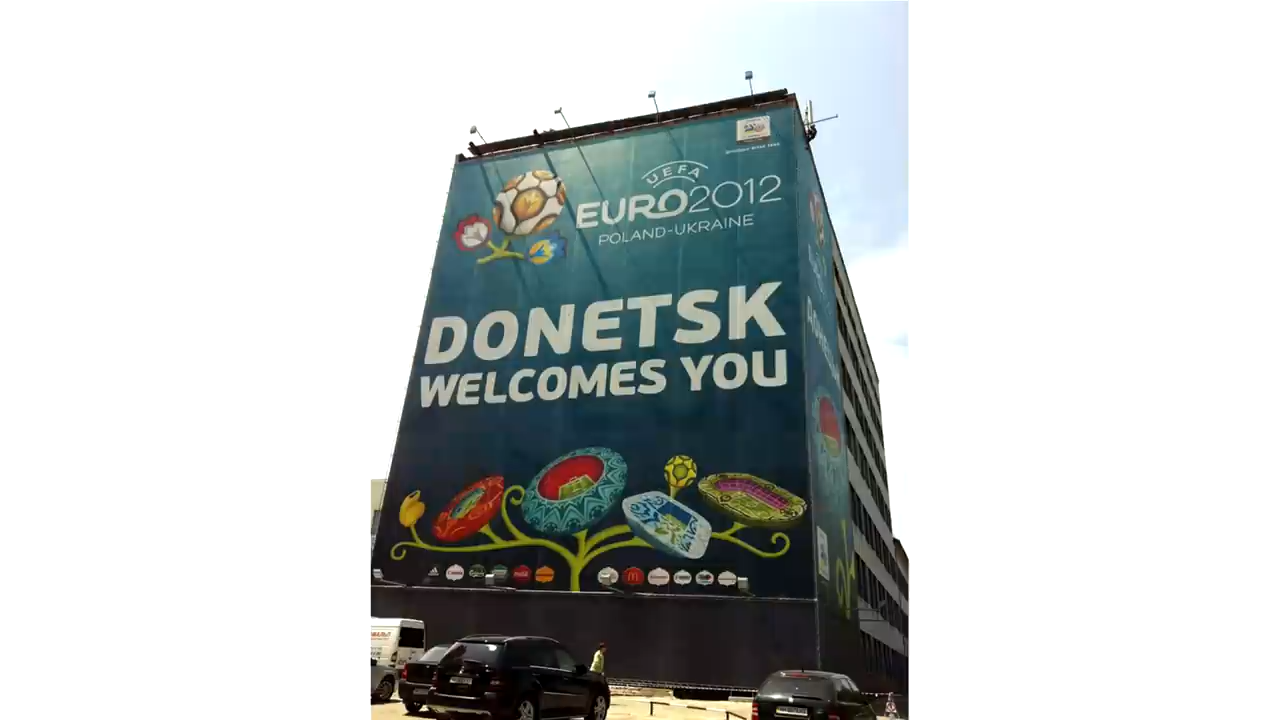 UEFA
EURO2012
POLAND-UKRAINE
DONETSK
WELCOMES YOU